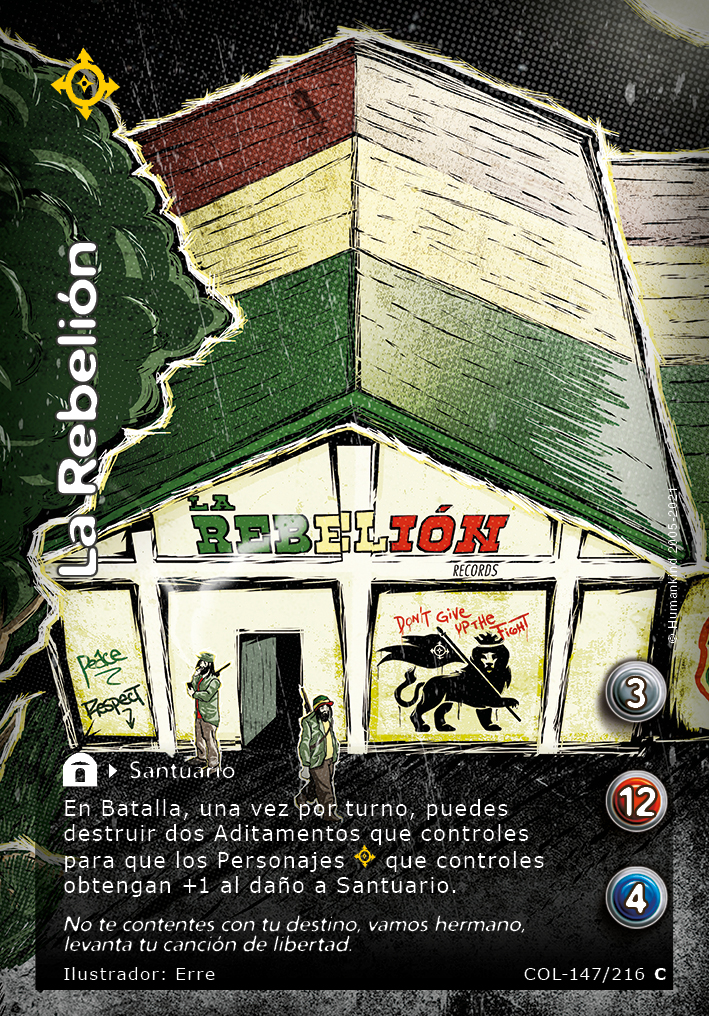 La Rebelión
LA
REBELIÓN
RECORDS
Peace
Respect
DON'T GIVE
UP THE FIGHT
© HumanKind 2005-2021
3
Santuario
12
En Batalla, una vez por turno, puedes
destruir dos Aditamentos que controles
para que los Personajes que controles
obtengan +1 al daño a Santuario.
4
No te contentes con tu destino, vamos hermano,
levanta tu canción de libertad.
Ilustrador: Erre
COL-147/216 C